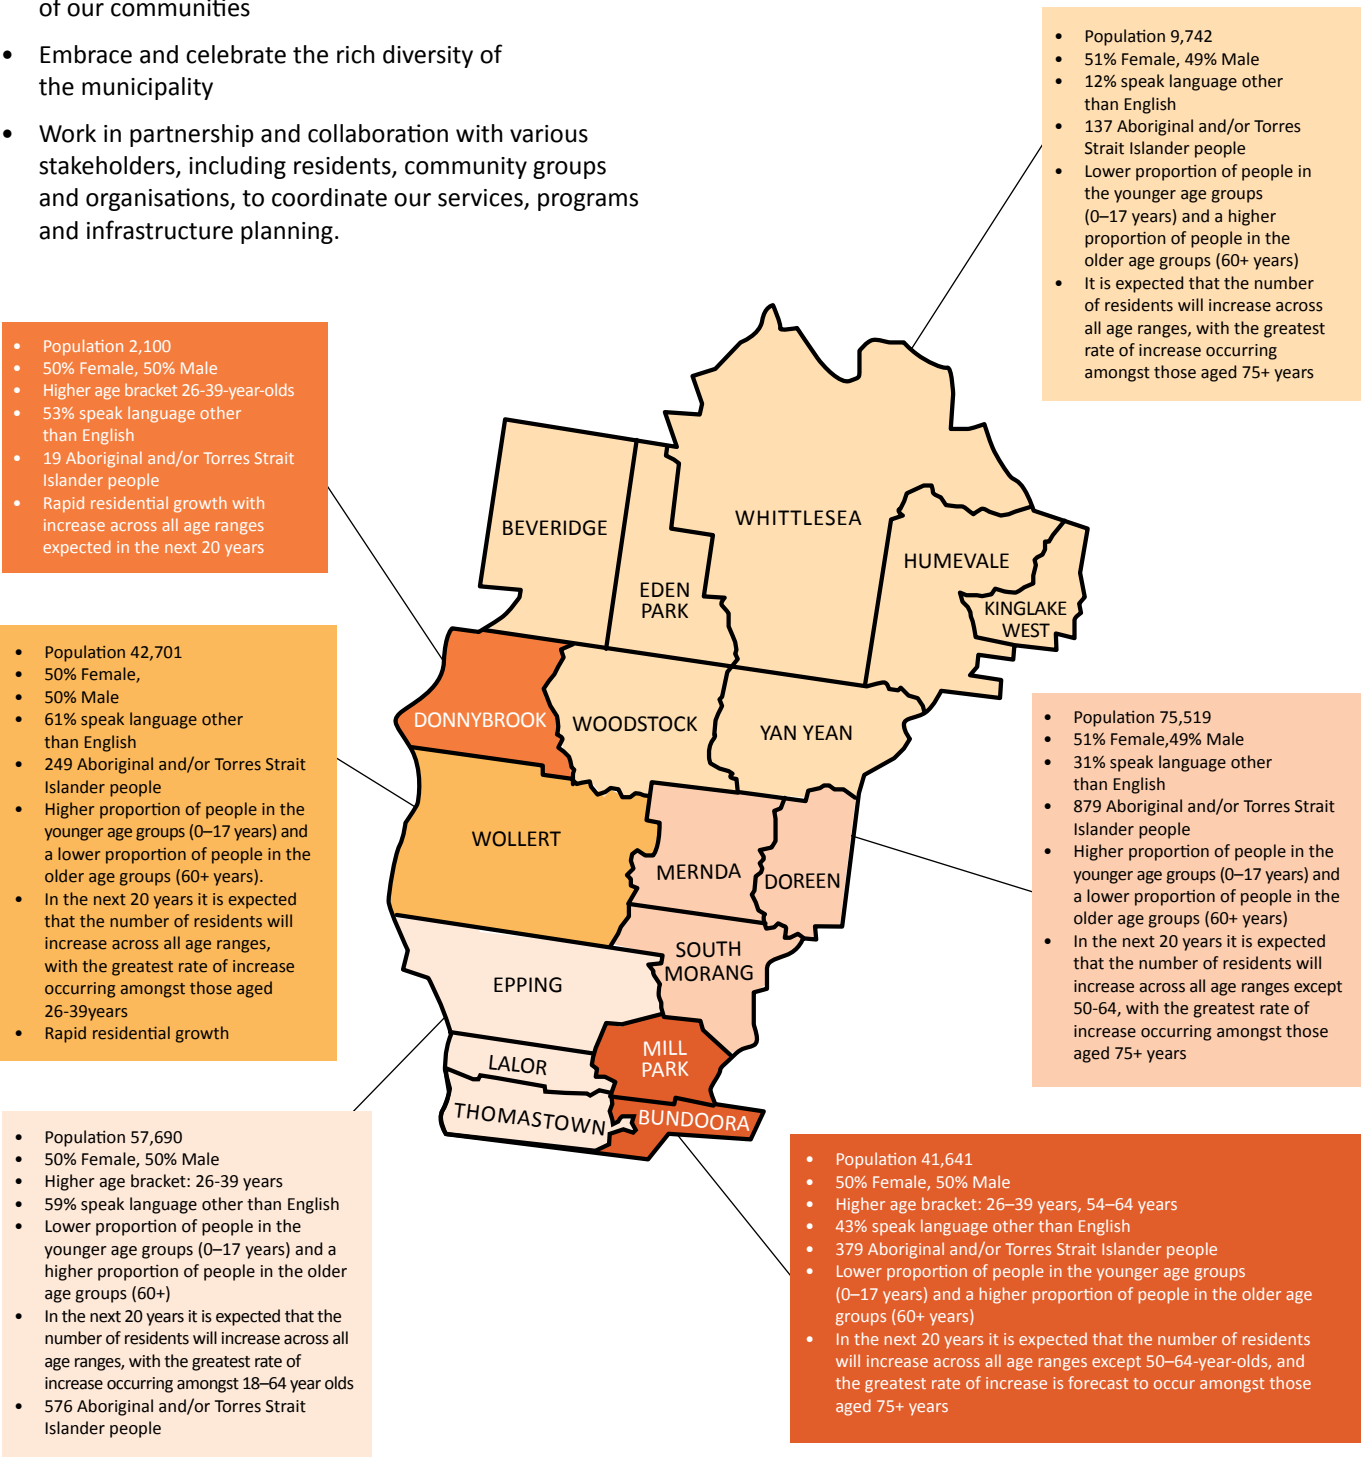 of our communities
• Embrace and celebrate the rich diversity of
the municipality
• Work in partnership and collaboration with various
stakeholders, including residents, community groups
and organisations, to coordinate our services, programs
and infrastructure planning.
• Population 9,742
• 51% Female, 49% Male
• 12% speak language other
than English
• 137 Aboriginal and/or Torres
Strait Islander people
• Lower proportion of people in
the younger age groups
(0–17 years) and a higher
proportion of people in the
older age groups (60+ years)
• It is expected that the number
of residents will increase across
all age ranges, with the greatest
rate of increase occurring
amongst those aged 75+ years
• Population 2,100
• 50% Female, 50% Male
• Higher age bracket 26-39-year-olds
• 53% speak language other
than English
• 19 Aboriginal and/or Torres Strait
Islander people
• Rapid residential growth with
increase across all age ranges
expected in the next 20 years
• Population 42,701
• 50% Female,
• 50% Male
• 61% speak language other
than English
• 249 Aboriginal and/or Torres Strait
Islander people
• Higher proportion of people in the
younger age groups (0–17 years) and
a lower proportion of people in the
older age groups (60+ years).
• In the next 20 years it is expected
that the number of residents will
increase across all age ranges,
with the greatest rate of increase
occurring amongst those aged
26-39years
• Rapid residential growth
• Population 57,690
• 50% Female, 50% Male
• Higher age bracket: 26-39 years
• 59% speak language other than English
• Lower proportion of people in the
younger age groups (0–17 years) and a
higher proportion of people in the older
age groups (60+)
• In the next 20 years it is expected that the
number of residents will increase across all
age ranges, with the greatest rate of
increase occurring amongst 18–64 year olds
• 576 Aboriginal and/or Torres Strait
Islander people
BEVERIDGE
EDEN
PARK
WHITTLESEA
HUMEVALE
KINGLAKE
WEST
DONNYBROOK
WOODSTOCK
YAN YEAN
WOLLERT
MERNDA
DOREEN
SOUTH
MORANG
EPPING
MILL
PARK
LALOR
THOMASTOWN
BUNDOORA
• Population 75,519
• 51% Female,49% Male
• 31% speak language other
than English
• 879 Aboriginal and/or Torres Strait
Islander people
• Higher proportion of people in the
younger age groups (0–17 years) and
a lower proportion of people in the
older age groups (60+ years)
• In the next 20 years it is expected
that the number of residents will
increase across all age ranges except
50-64, with the greatest rate of
increase occurring amongst those
aged 75+ years
• Population 41,641
• 50% Female, 50% Male
• Higher age bracket: 26–39 years, 54–64 years
• 43% speak language other than English
• 379 Aboriginal and/or Torres Strait Islander people
• Lower proportion of people in the younger age groups
(0–17 years) and a higher proportion of people in the older age
groups (60+ years)
• In the next 20 years it is expected that the number of residents
will increase across all age ranges except 50–64-year-olds, and
the greatest rate of increase is forecast to occur amongst those
aged 75+ years